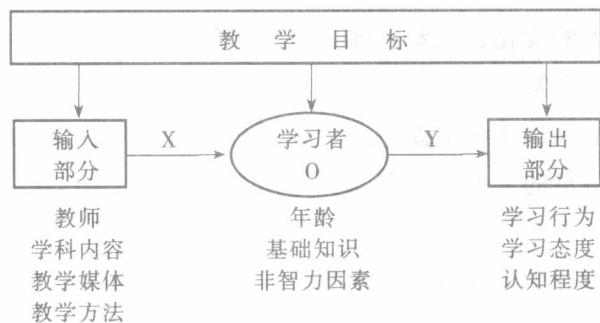 教 学 目 标
输入
部分
X
学习者
O
Y
输出
部分
教师
学科内容
教学媒体
教学方法
年龄
基础知识
非智力因素
学习行为
学习态度
认知程度